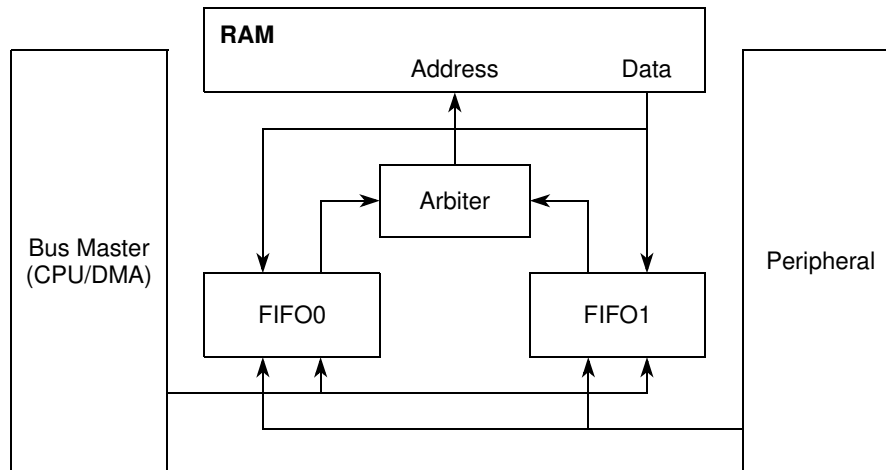 RAM
Address
Data
Arbiter
Bus Master
(CPU/DMA)
Peripheral
FIFO0
FIFO1